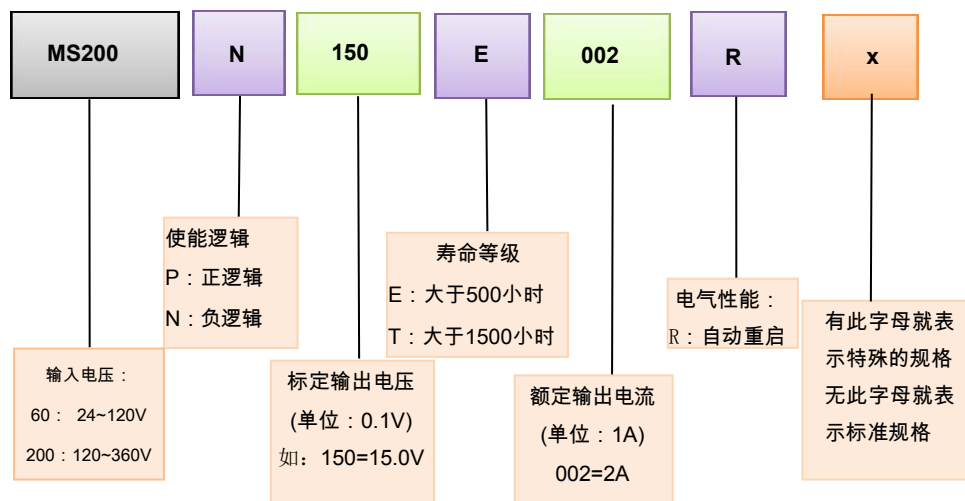 MS200
N
150
E
002
R
x
使能逻辑
P：正逻辑
N：负逻辑
寿命等级
E：大于500小时
T：大于1500小时
电气性能：
R：自动重启
有此字母就表
示特殊的规格
无此字母就表
示标准规格
输入电压：
60： 24~120V
200：120~360V
标定输出电压
(单位：0.1V)
如：150=15.0V
额定输出电流
(单位：1A)
002=2A